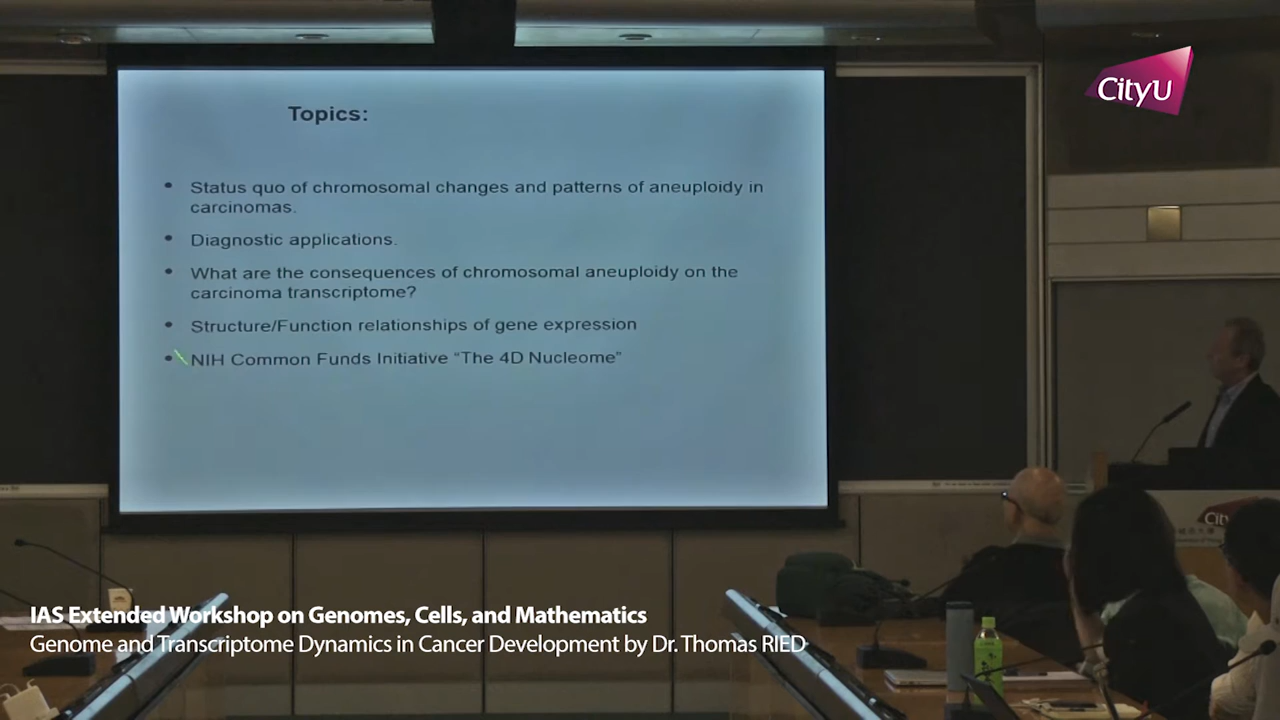 CityU
Topics:
• Status quo of chromosomal changes and patterns of aneuploidy in
carcinomas.
• Diagnostic applications.
• What are the consequences of chromosomal aneuploidy on the
carcinoma transcriptome?
• Structure/Function relationships of gene expression
• NIH Common Funds Initiative “The 4D Nucleome”
IAS Extended Workshop on Genomes, Cells, and Mathematics
Genome and Transcriptome Dynamics in Cancer Development by Dr. Thomas RIED